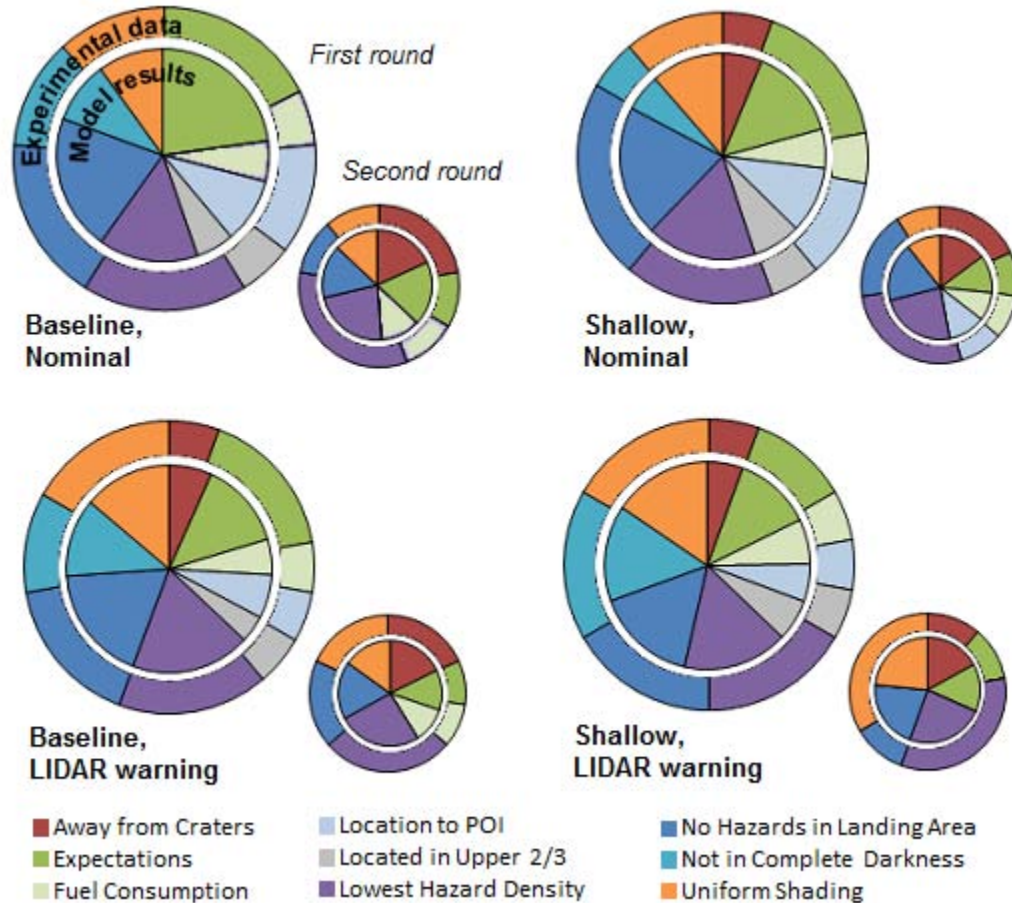 Experimental data
Model results
First round
Second round
Baseline,
Nominal
Shallow,
Nominal
Baseline,
LIDAR warning
Shallow,
LIDAR warning
Away from Craters
Expectations
Fuel Consumption
Location to POI
Located in Upper 2/3
Lowest Hazard Density
No Hazards in Landing Area
Not in Complete Darkness
Uniform Shading